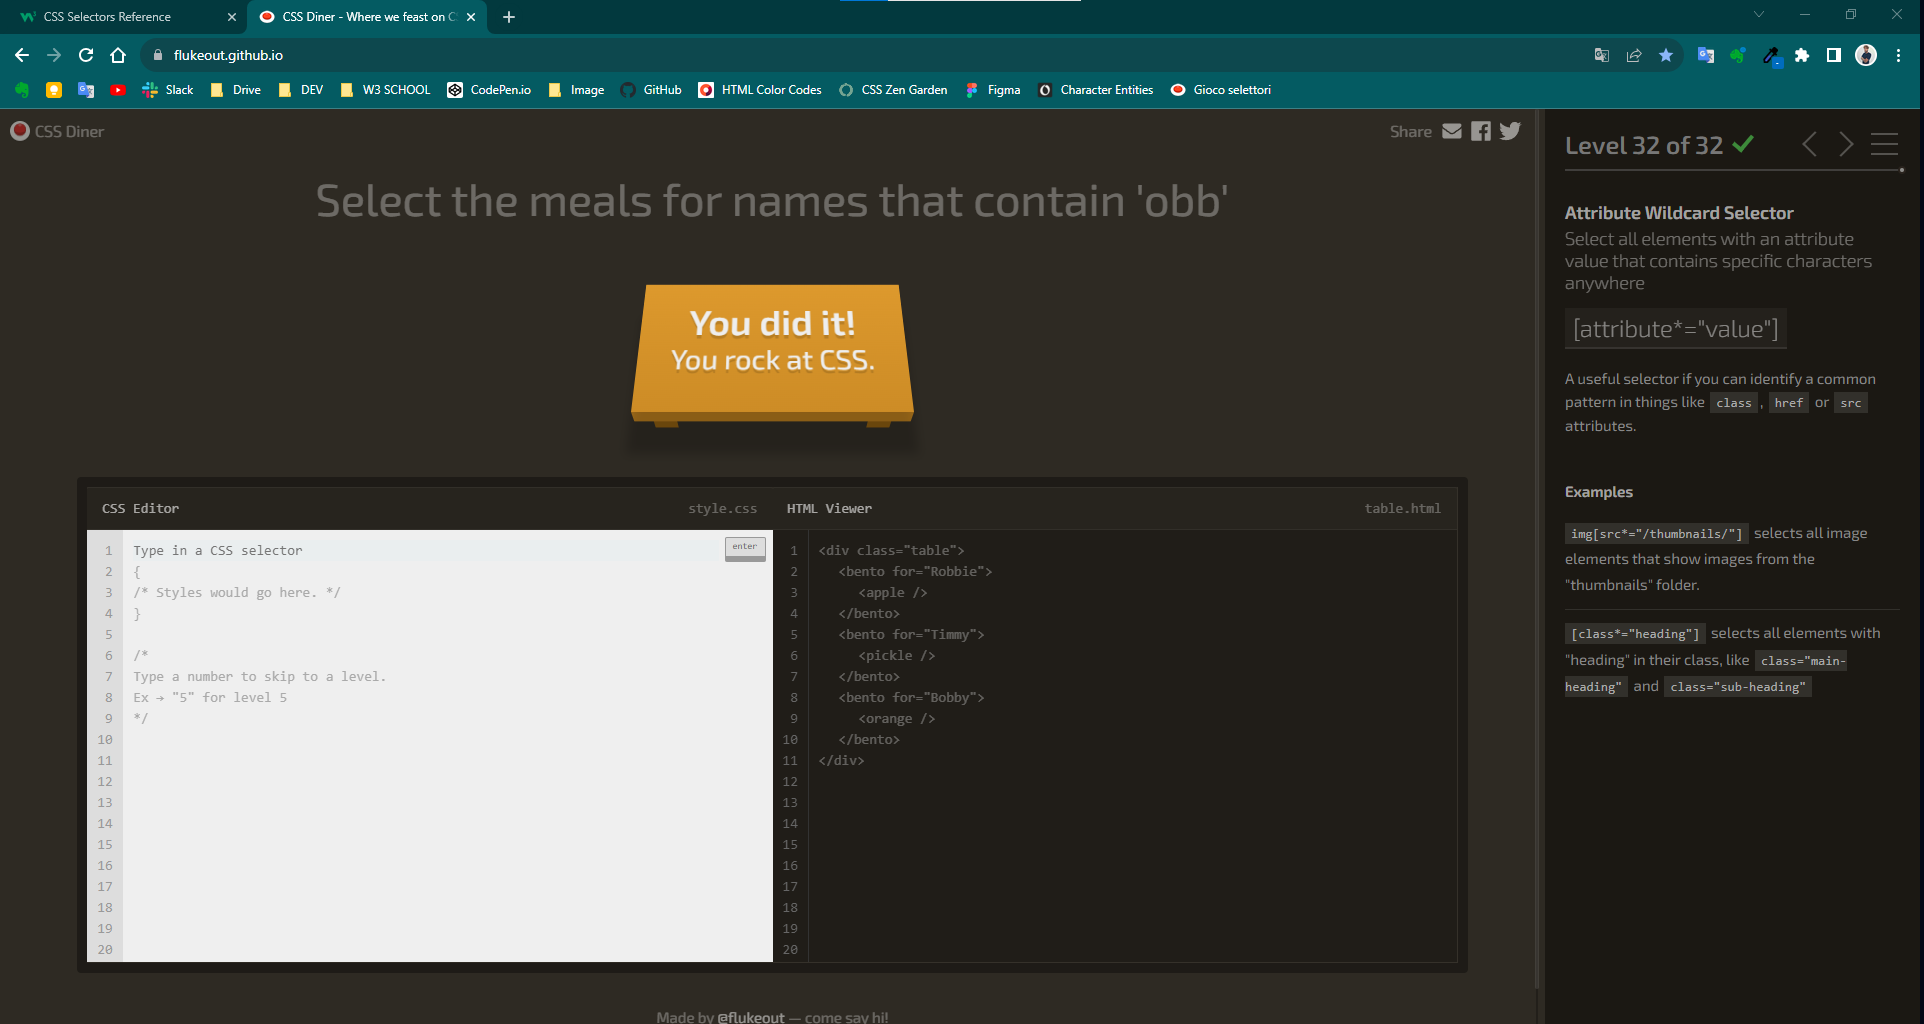 CSS Selectors Reference
CSS Diner - Where we feast on C
flukeout.github.io
Slack
Drive
DEV
W3 SCHOOL
CodePen.io
Image
GitHub
HTML Color Codes
CSS Zen Garden
Figma
Character Entities
Gioco selettori
CSS Diner
Share
Select the meals for names that contain 'obb'
You did it!
You rock at CSS.
CSS Editor
style.css
1 Type in a CSS selector
enter
2 {
3 /* Styles would go here. */
4 }
5
6 /*
7 Type a number to skip to a level.
8 Ex → "5" for level 5
9 */
10
11
12
13
14
15
16
17
18
19
20
HTML Viewer
table.html
1 <div class="table">
2 <bento for="Robbie">
3 <apple />
4 </bento>
5 <bento for="Timmy">
6 <pickle />
7 </bento>
8 <bento for="Bobby">
9 <orange />
10 </bento>
11 </div>
12
13
14
15
16
17
18
19
20
Made by @flukeout — come say hi!
Level 32 of 32
Attribute Wildcard Selector
Select all elements with an attribute
value that contains specific characters
anywhere
[attribute*="value"]
A useful selector if you can identify a common
pattern in things like class , href or src
attributes.
Examples
img[src*="/thumbnails/"] selects all image
elements that show images from the
"thumbnails" folder.
[class*="heading"] selects all elements with
"heading" in their class, like class="main-
heading" and class="sub-heading"